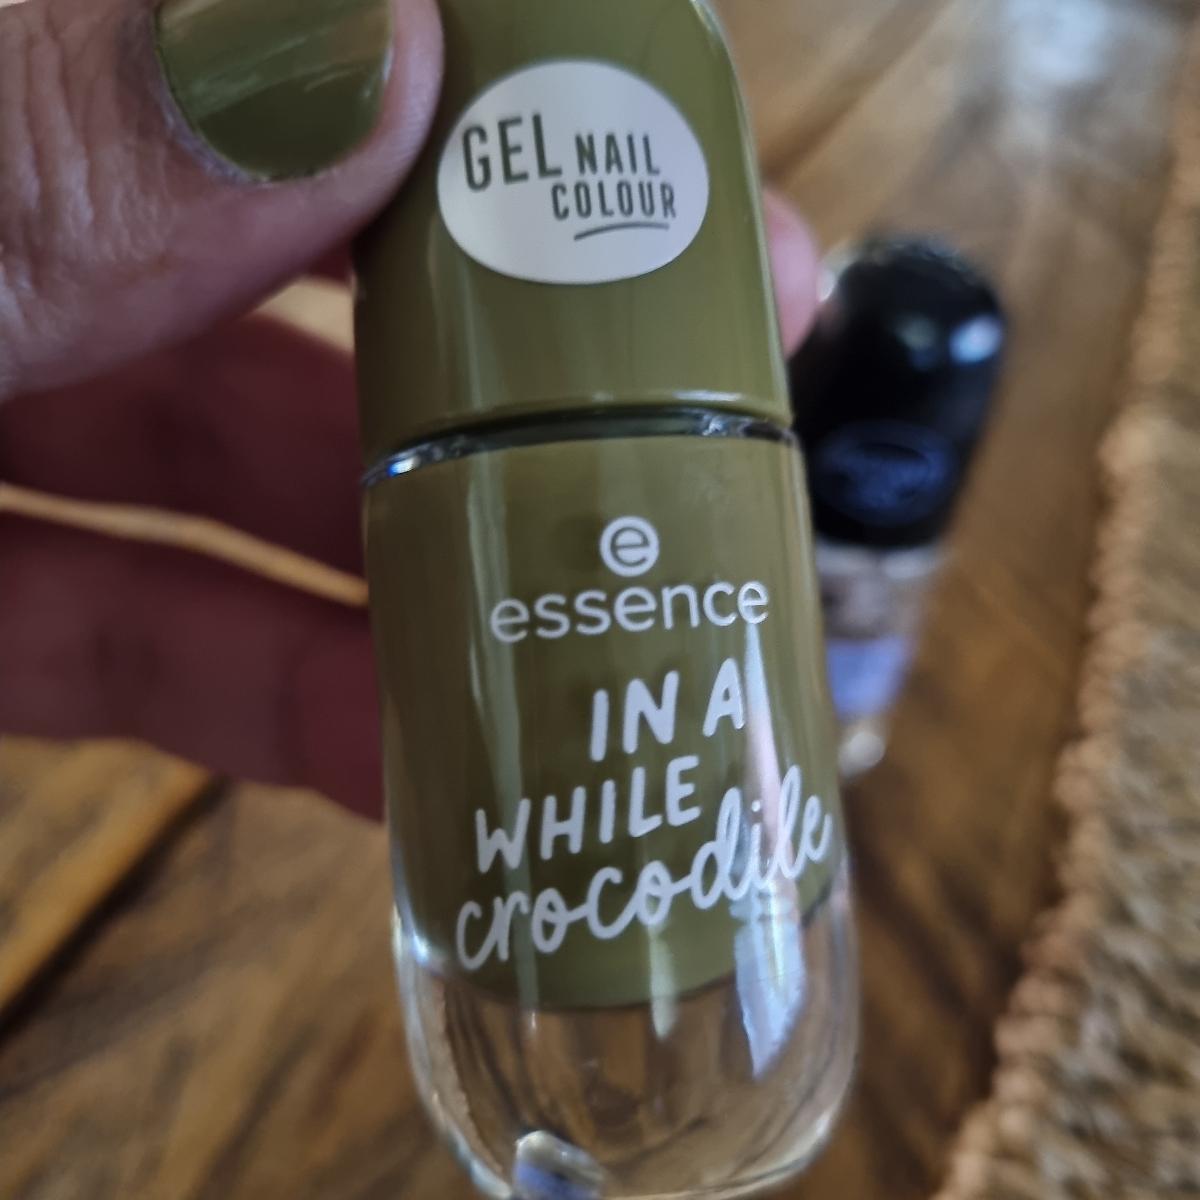 GEL NAIL
COLOUR
e
essence
IN A
WHILE
crocodile